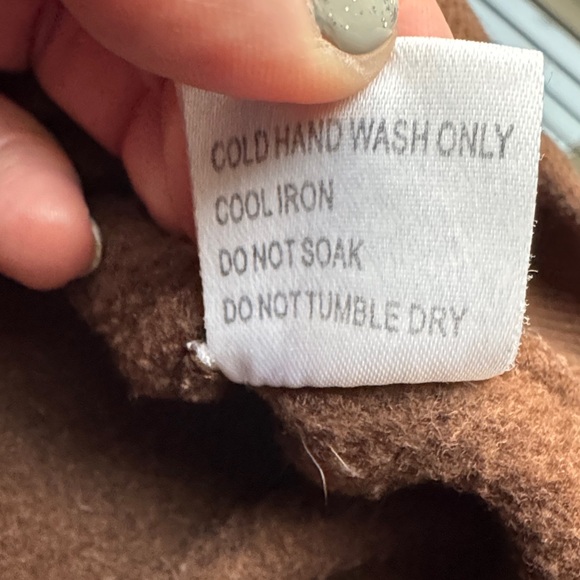 COLD HAND WASH ONLY
COOL IRON
DO NOT SOAK
DO NOT TUMBLE DRY